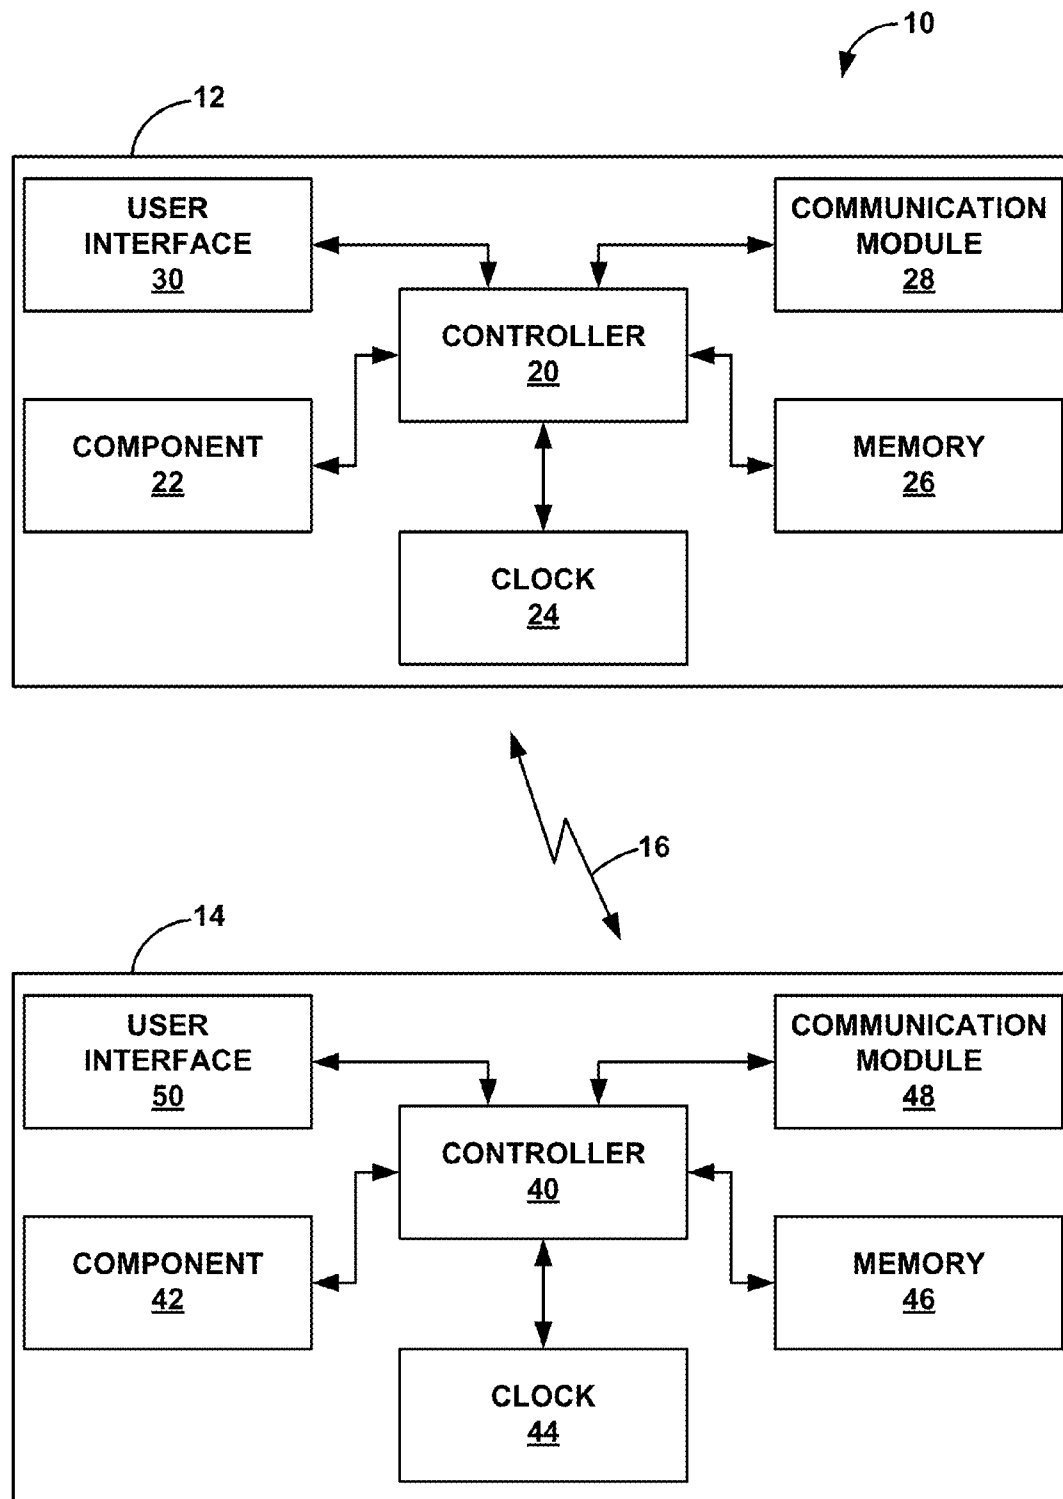 10
12
USER
INTERFACE
30
COMMUNICATION
MODULE
28
CONTROLLER
20
COMPONENT
22
MEMORY
26
CLOCK
24
16
14
USER
INTERFACE
50
COMMUNICATION
MODULE
48
CONTROLLER
40
COMPONENT
42
MEMORY
46
CLOCK
44